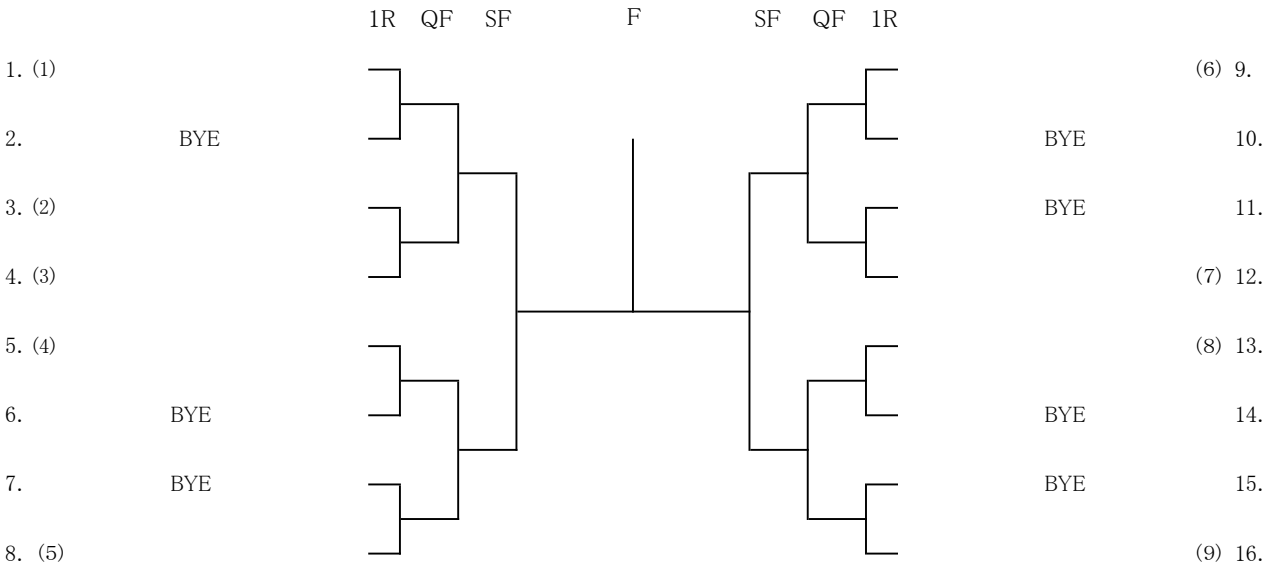 1R QF SF F SF QF 1R
1. (1) (6) 9.
2. BYE BYE 10.
3. (2) BYE 11.
4. (3) (7) 12.
5. (4) (8) 13.
6. BYE BYE 14.
7. BYE BYE 15.
8. (5) (9) 16.